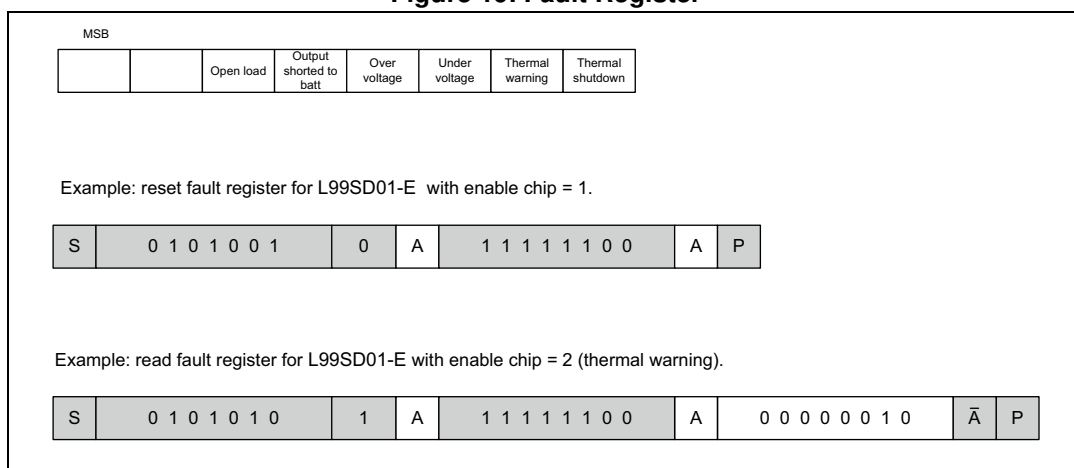 MSB
Open load
Output shorted to batt
Over voltage
Under voltage
Thermal warning
Thermal shutdown
Example: reset fault register for L99SD01-E with enable chip = 1.
S 0 1 0 1 0 0 1 0 A 1 1 1 1 1 1 0 0 A P
Example: read fault register for L99SD01-E with enable chip = 2 (thermal warning).
S 0 1 0 1 0 1 0 1 A 1 1 1 1 1 1 0 0 A 0 0 0 0 0 0 1 0 Ā P